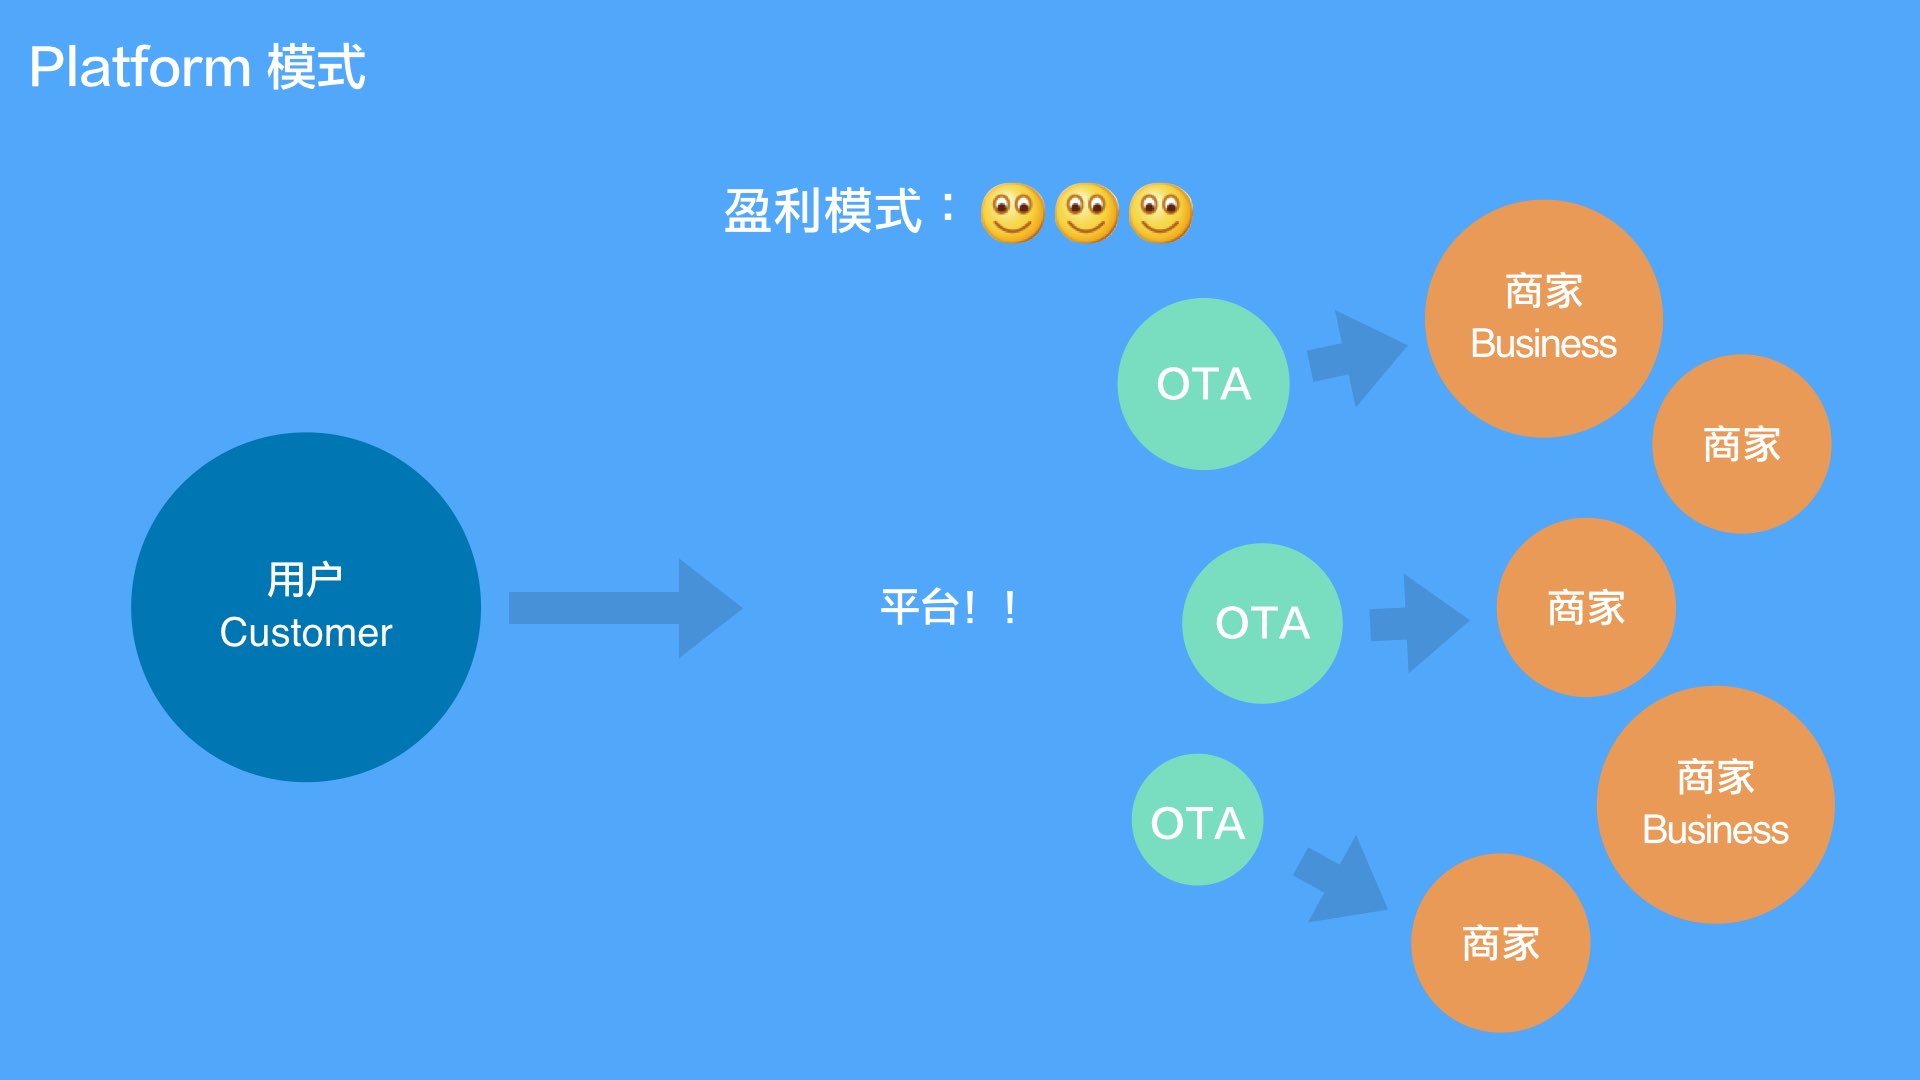 Platform 模式
盈利模式：
商家
Business
OTA
商家
用户
Customer
平台！！
OTA
商家
商家
Business
OTA
商家